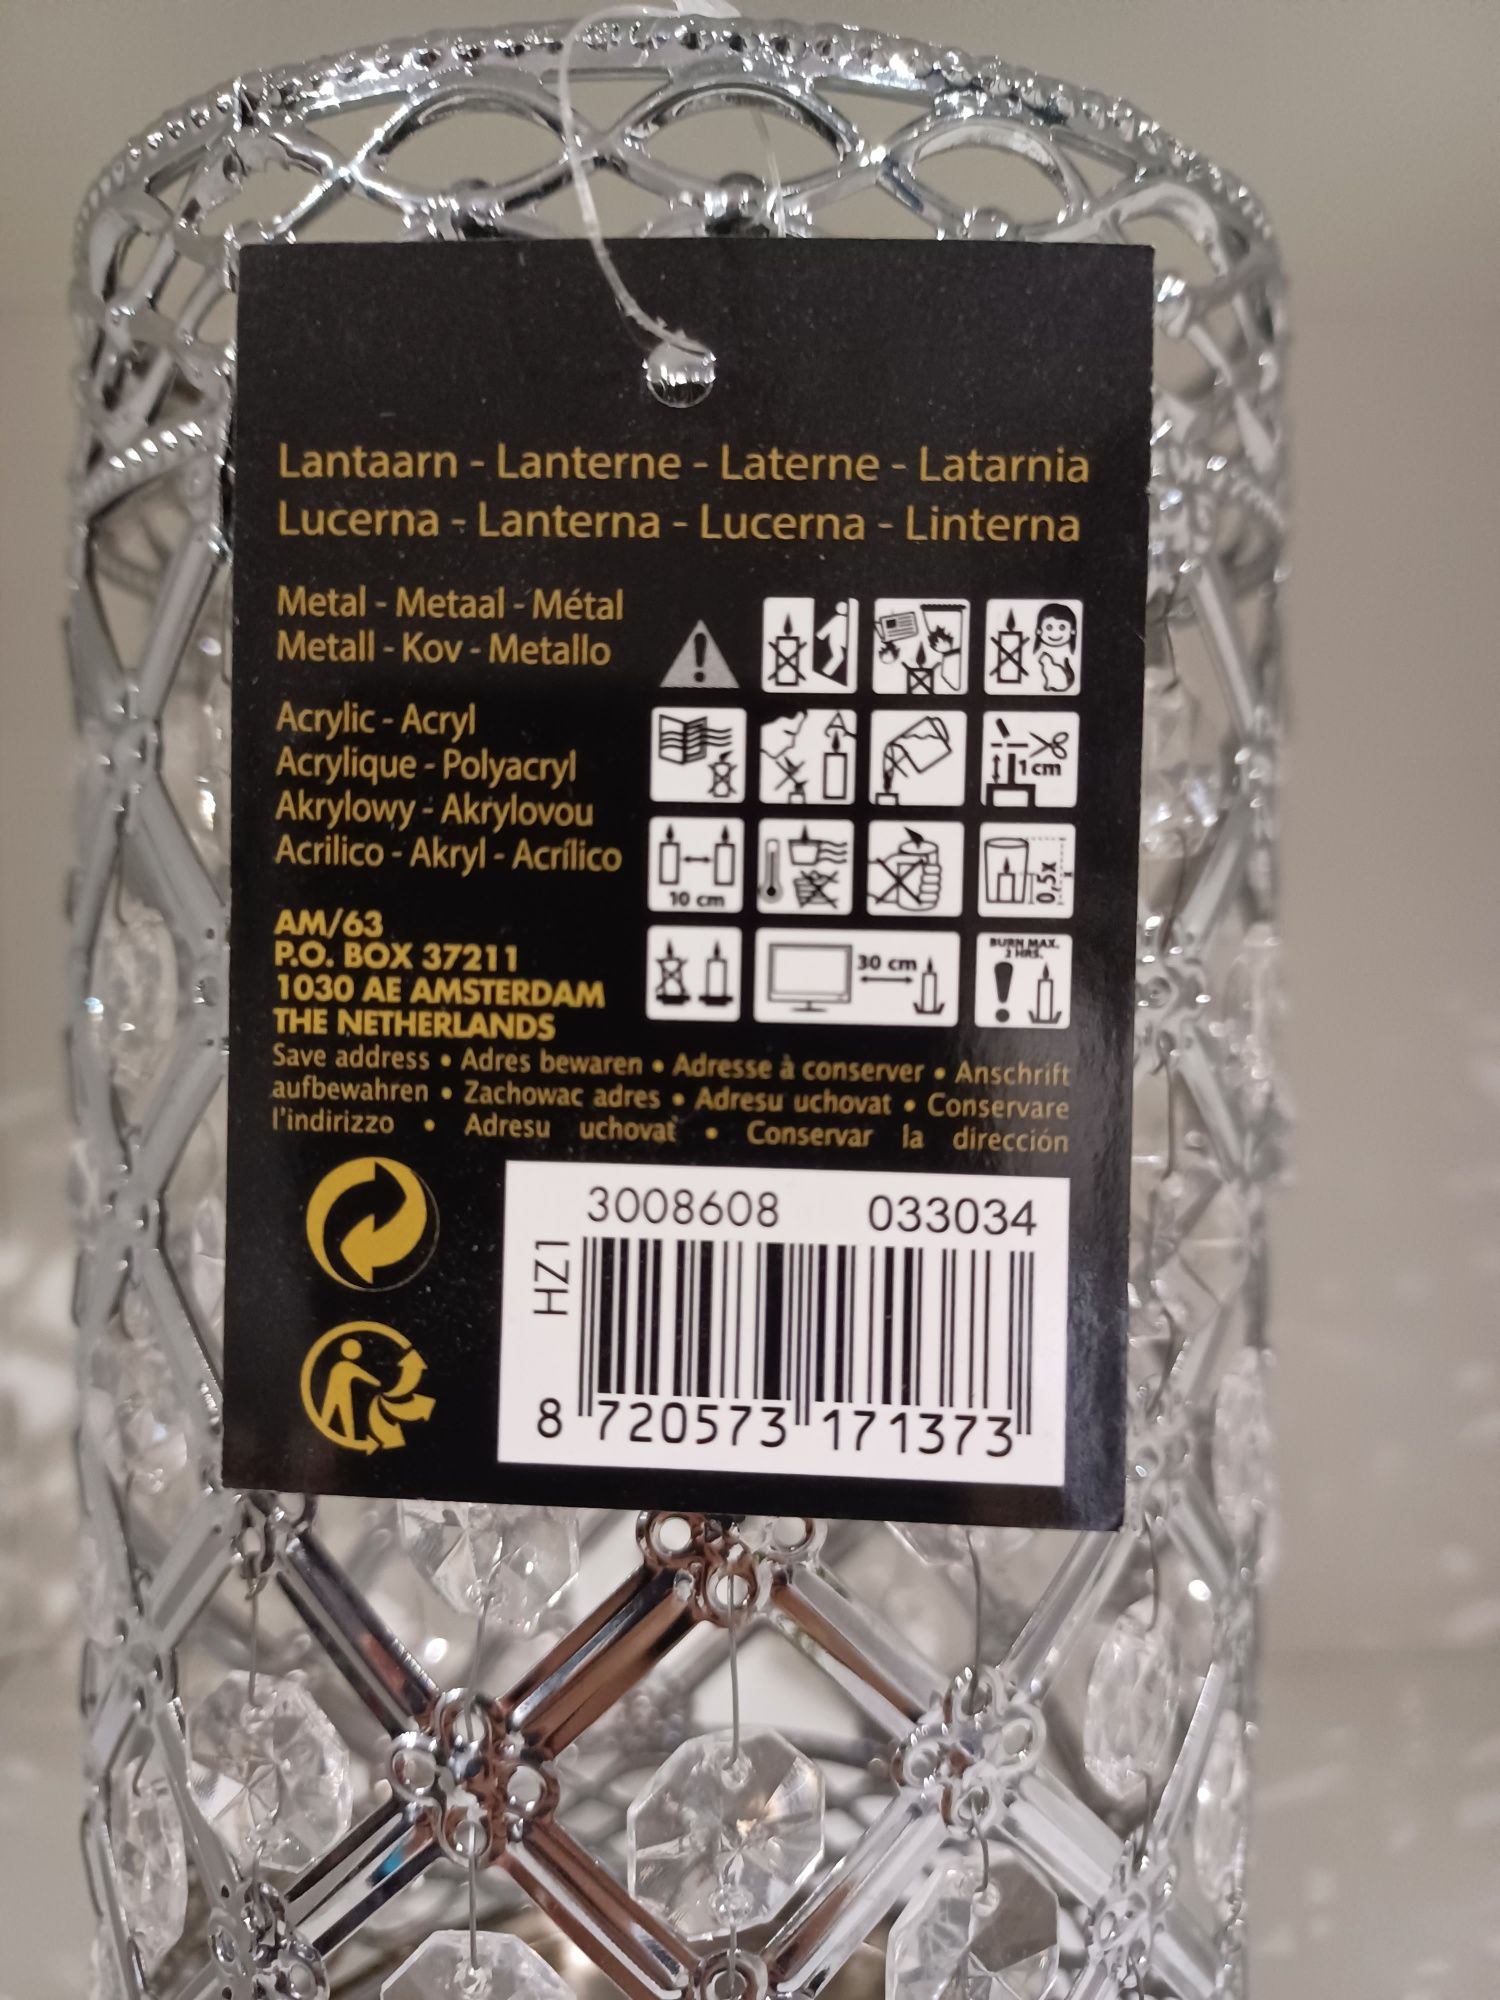 Lantaarn - Lanterne - Laterne - Latarnia
Lucerna - Lanterna - Lucerna - Linterna
Metal - Metaal - Métal
Metall - Kov - Metallo
Acrylic - Acryl
Acrylique - Polyacryl
Akrylowy - Akrylovou
Acrilico - Akryl - Acrílico
1 cm
10 cm
0,5x
x
30 cm
BURN MAX.
2 HRS.
AM/63
P.O. BOX 37211
1030 AE AMSTERDAM
THE NETHERLANDS
Save address • Adres bewaren • Adresse à conserver • Anschrift
aufbewahren • Zachowac adres • Adresu uchovat • Conservare
l'indirizzo • Adresu uchovat • Conservar la dirección
3008608 033034
HZ1
8 720573 171373